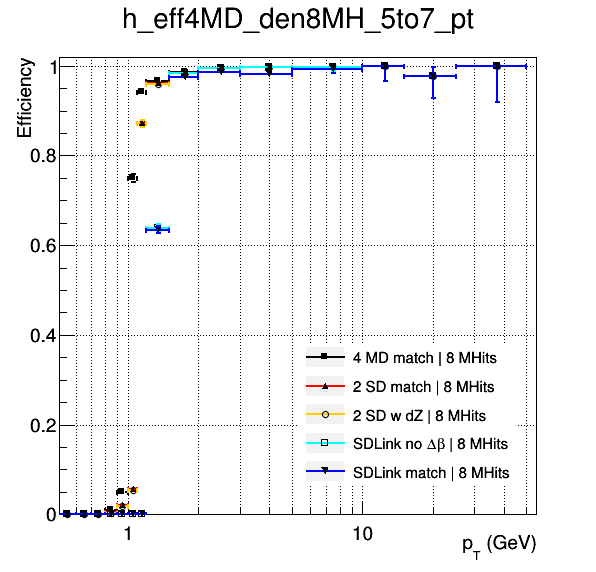 h_eff4MD_den8MH_5to7_pt
Efficiency
1
0.8
0.6
0.4
0.2
0
4 MD match | 8 MHits
2 SD match | 8 MHits
2 SD w dZ | 8 MHits
SDLink no Δβ | 8 MHits
SDLink match | 8 MHits
1
10
p_T (GeV)